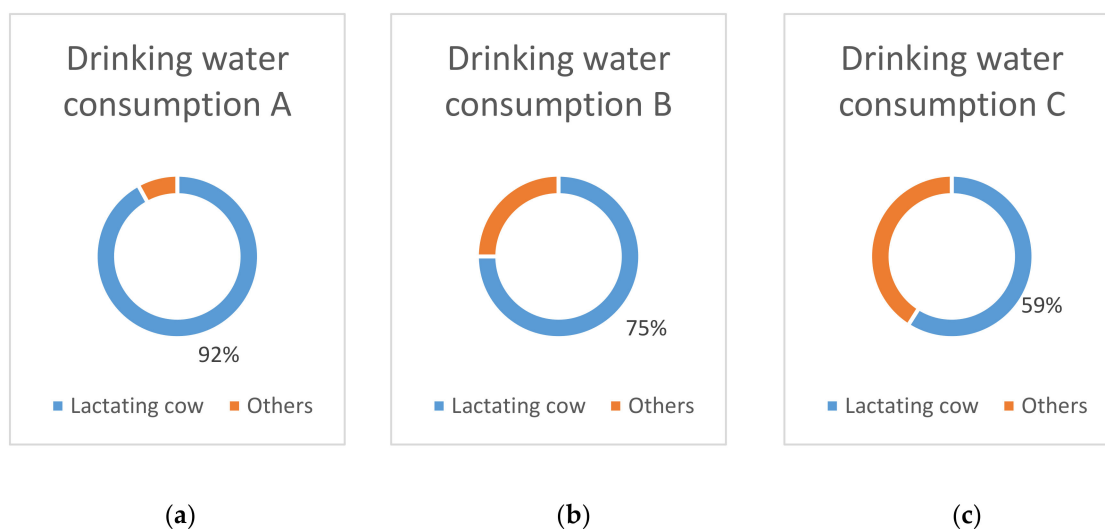 Drinking water
consumption A
92%
Lactating cow Others
(a)
Drinking water
consumption B
75%
Lactating cow Others
(b)
Drinking water
consumption C
59%
Lactating cow Others
(c)